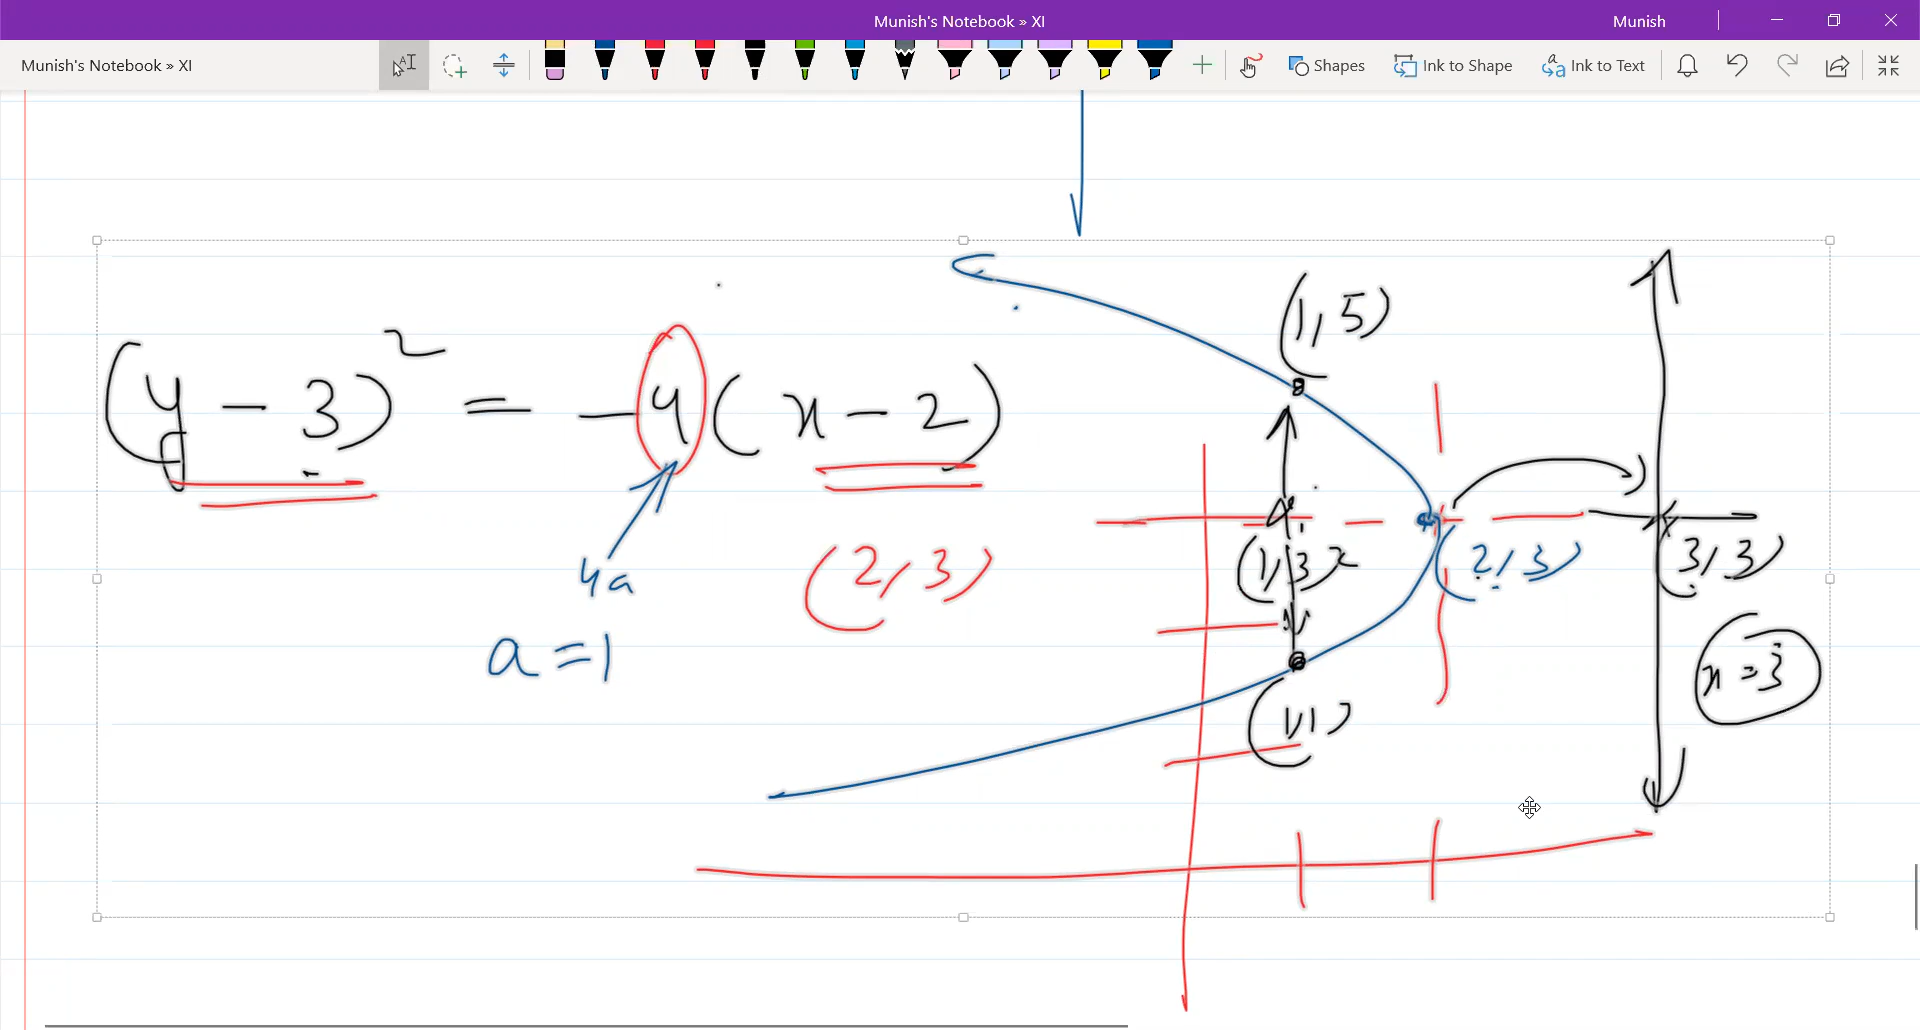 Munish's Notebook » XI
Munish
Munish's Notebook » XI
Shapes
Ink to Shape
Ink to Text
(1, 5)
(y - 3)² = -4(x - 2)
4a
(2, 3)
(1, 3)
(2, 3)
(3, 3)
a = 1
x = 3
(1, 1)